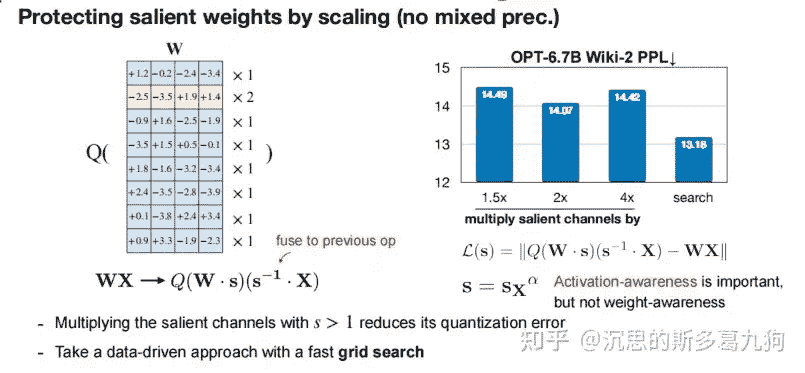 Protecting salient weights by scaling (no mixed prec.)
W
+1.2 -0.2 -2.4 -3.4 × 1
-2.5 -3.5 +1.9 +1.4 × 2
-0.9 +1.6 -2.5 -1.9 × 1
Q( -3.5 +1.5 +0.5 -0.1 × 1 )
+1.8 -1.6 -3.2 -3.4 × 1
+2.4 -3.5 -2.8 -3.9 × 1
+0.1 -3.8 +2.4 +3.4 × 1
+0.9 +3.3 -1.9 -2.3 × 1
fuse to previous op
WX → Q(W · s)(s⁻¹ · X)
OPT-6.7B Wiki-2 PPL↓
15
14
13
12
14.49 14.07 14.42 13.18
1.5x 2x 4x search
multiply salient channels by
L(s) = ‖Q(W · s)(s⁻¹ · X) − WX‖
s = s_X^α Activation-awareness is important,
but not weight-awareness
- Multiplying the salient channels with s > 1 reduces its quantization error
- Take a data-driven approach with a fast grid search
知乎 @沉思的斯多葛九狗